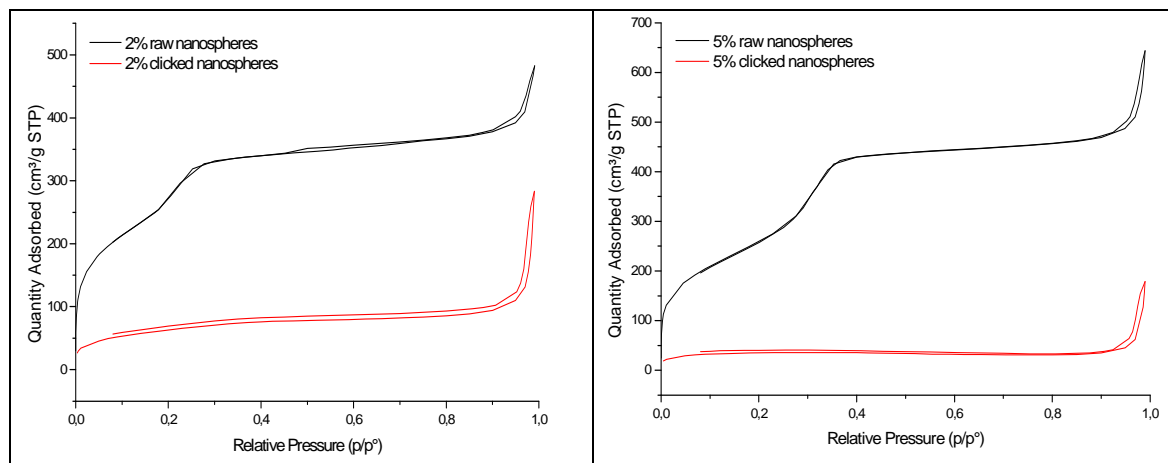 2% raw nanospheres
2% clicked nanospheres
Quantity Adsorbed (cm³/g STP)
500
400
300
200
100
0
0,0 0,2 0,4 0,6 0,8 1,0
Relative Pressure (p/p°)
5% raw nanospheres
5% clicked nanospheres
Quantity Adsorbed (cm³/g STP)
700
600
500
400
300
200
100
0
0,0 0,2 0,4 0,6 0,8 1,0
Relative Pressure (p/p°)